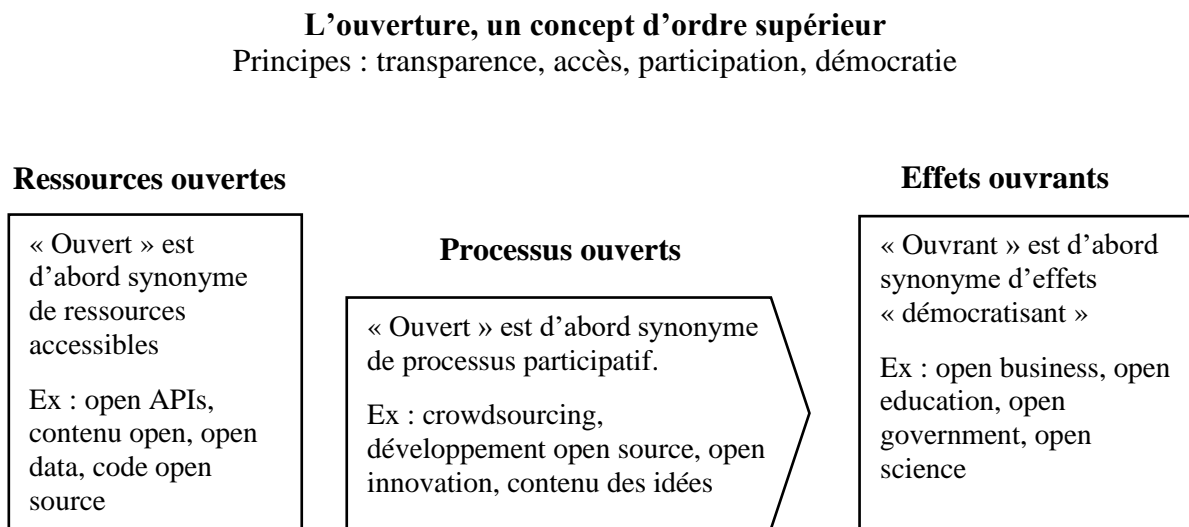 L’ouverture, un concept d’ordre supérieur
Principes : transparence, accès, participation, démocratie
Ressources ouvertes
« Ouvert » est
d’abord synonyme
de ressources
accessibles
Ex : open APIs,
contenu open, open
data, code open
source
Processus ouverts
« Ouvert » est d’abord synonyme
de processus participatif.
Ex : crowdsourcing,
développement open source, open
innovation, contenu des idées
Effets ouvrants
« Ouvrant » est d’abord
synonyme d’effets
« démocratisant »
Ex : open business, open
education, open
government, open
science